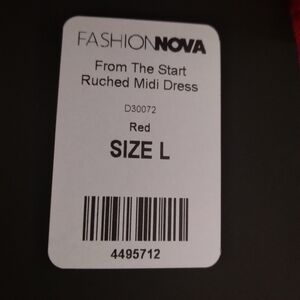 FASHIONNOVA
From The Start
Ruched Midi Dress
D30072
Red
SIZE L
4495712